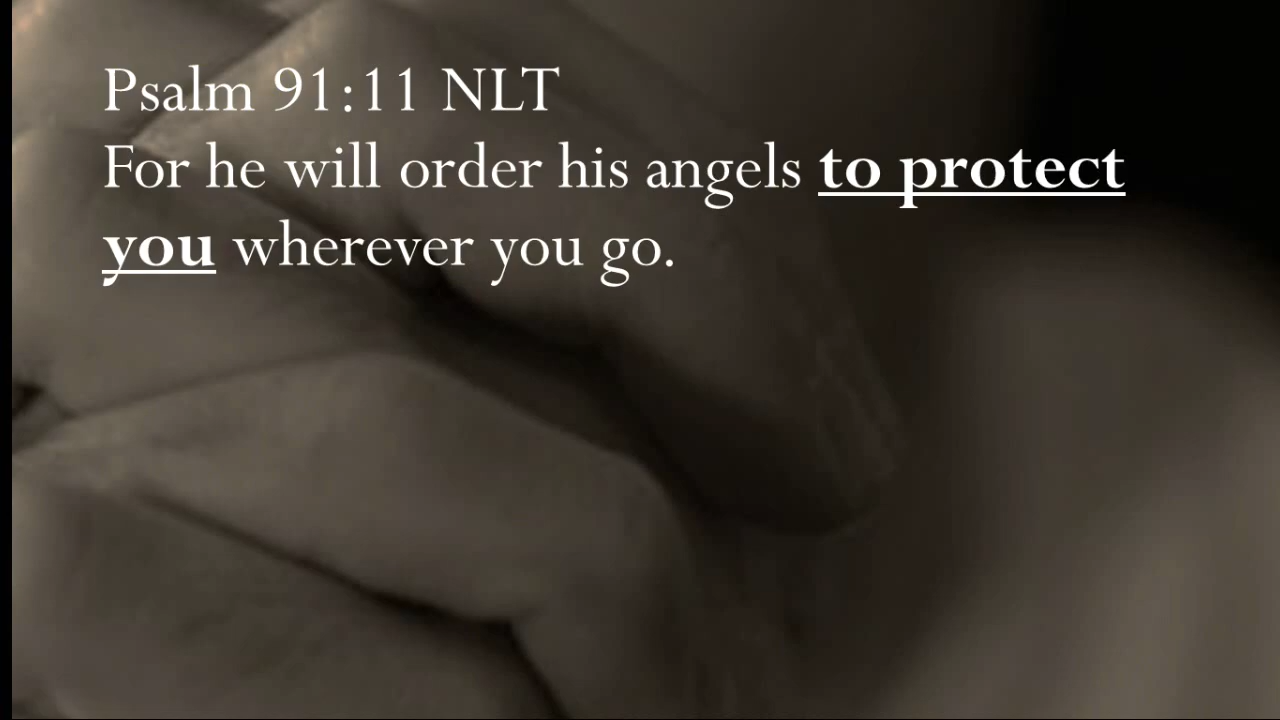 Psalm 91:11 NLT
For he will order his angels to protect
you wherever you go.